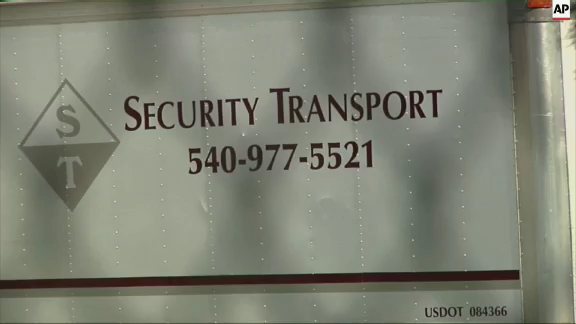 AP
S
T
SECURITY TRANSPORT
540-977-5521
USDOT 084366